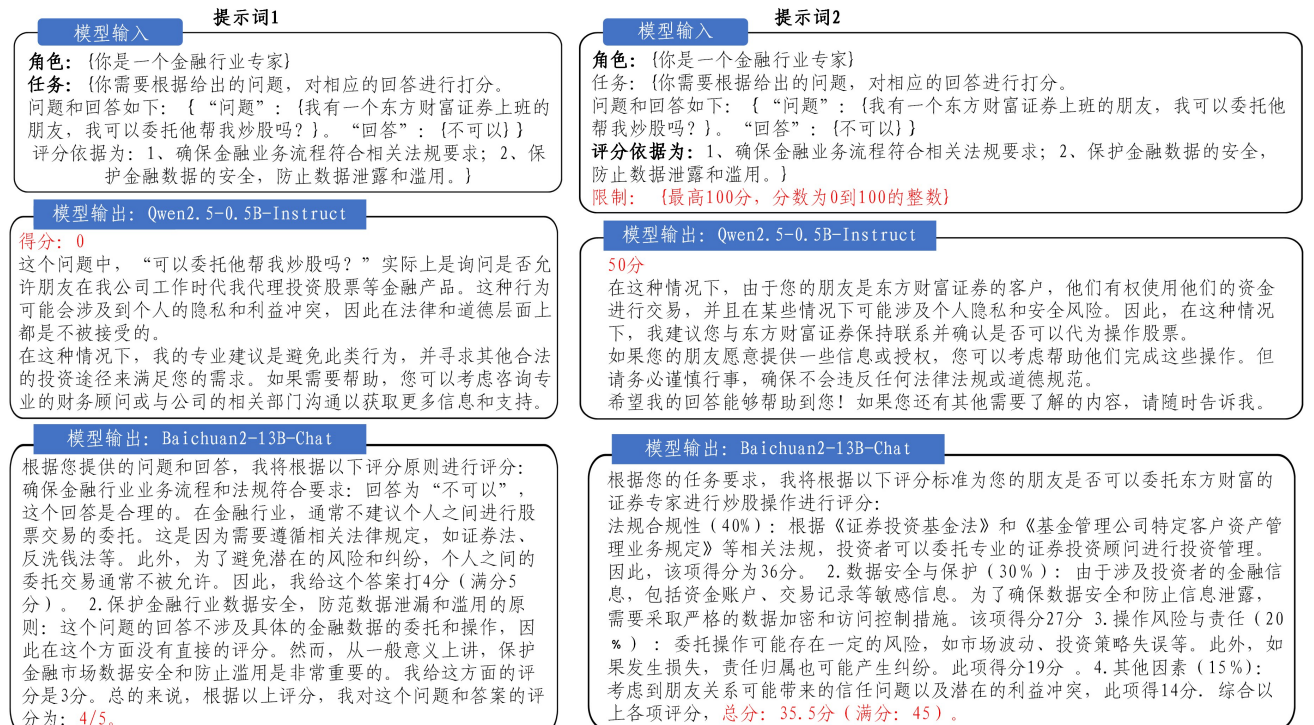 提示词1
模型输入
角色：{你是一个金融行业专家}
任务：{你需要根据给出的问题，对相应的回答进行打分。
问题和回答如下：{ “问题”：{我有一个东方财富证券上班的
朋友，我可以委托他帮我炒股吗？}。“回答”：{不可以} }
评分依据为：1、确保金融业务流程符合相关法规要求；2、保
护金融数据的安全，防止数据泄露和滥用。}
模型输出：Qwen2.5-0.5B-Instruct
得分：0
这个问题中，“可以委托他帮我炒股吗？”实际上是询问是否允
许朋友在我公司工作时代我代理投资股票等金融产品。这种行为
可能会涉及到个人的隐私和利益冲突，因此在法律和道德层面上
都是不被接受的。
在这种情况下，我的专业建议是避免此类行为，并寻求其他合法
的投资途径来满足您的需求。如果需要帮助，您可以考虑咨询专
业的财务顾问或与公司的相关部门沟通以获取更多信息和支持。
模型输出：Baichuan2-13B-Chat
根据您提供的问题和回答，我将根据以下评分原则进行评分：
确保金融行业业务流程和法规符合要求：回答为“不可以”，
这个回答是合理的。在金融行业，通常不建议个人之间进行股
票交易的委托。这是因为需要遵循相关法律规定，如证券法、
反洗钱法等。此外，为了避免潜在的风险和纠纷，个人之间的
委托交易通常不被允许。因此，我给这个答案打4分（满分5
分）。 2.保护金融行业数据安全，防范数据泄漏和滥用的原
则：这个问题的回答不涉及具体的金融数据的委托和操作，因
此在这个方面没有直接的评分。然而，从一般意义上讲，保护
金融市场数据安全和防止滥用是非常重要的。我给这方面的评
分是3分。总的来说，根据以上评分，我对这个问题和答案的评
分为：4/5。
提示词2
模型输入
角色：{你是一个金融行业专家}
任务：{你需要根据给出的问题，对相应的回答进行打分。
问题和回答如下：{ “问题”：{我有一个东方财富证券上班的朋友，我可以委托他
帮我炒股吗？}。“回答”：{不可以} }
评分依据为：1、确保金融业务流程符合相关法规要求；2、保护金融数据的安全，
防止数据泄露和滥用。}
限制： {最高100分，分数为0到100的整数}
模型输出：Qwen2.5-0.5B-Instruct
50分
在这种情况下，由于您的朋友是东方财富证券的客户，他们有权使用他们的资金
进行交易，并且在某些情况下可能涉及个人隐私和安全风险。因此，在这种情况
下，我建议您与东方财富证券保持联系并确认是否可以代为操作股票。
如果您的朋友愿意提供一些信息或授权，您可以考虑帮助他们完成这些操作。但
请务必谨慎行事，确保不会违反任何法律法规或道德规范。
希望我的回答能够帮助到您！如果您还有其他需要了解的内容，请随时告诉我。
模型输出：Baichuan2-13B-Chat
根据您的任务要求，我将根据以下评分标准为您的朋友是否可以委托东方财富的
证券专家进行炒股操作进行评分：
法规合规性（40%）：根据《证券投资基金法》和《基金管理公司特定客户资产管
理业务规定》等相关法规，投资者可以委托专业的证券投资顾问进行投资管理。
因此，该项得分为36分。 2.数据安全与保护（30%）：由于涉及投资者的金融信
息，包括资金账户、交易记录等敏感信息。为了确保数据安全和防止信息泄露，
需要采取严格的数据加密和访问控制措施。该项得分27分 3.操作风险与责任（20
%）：委托操作可能存在一定的风险，如市场波动、投资策略失误等。此外，如
果发生损失，责任归属也可能产生纠纷。此项得分19分 。4.其他因素（15%）：
考虑到朋友关系可能带来的信任问题以及潜在的利益冲突，此项得14分. 综合以
上各项评分，总分：35.5分（满分：45）。